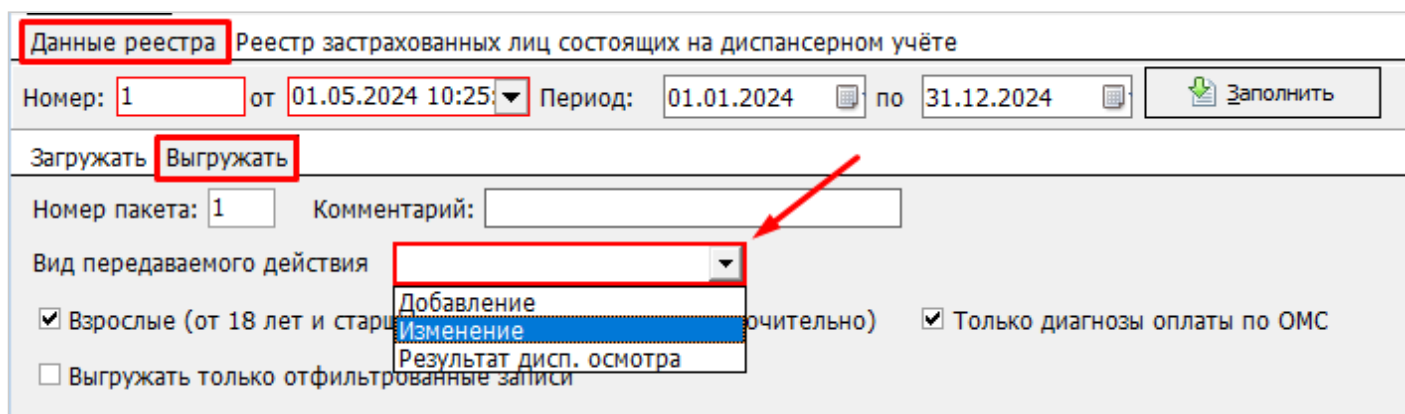 Данные реестра Реестр застрахованных лиц состоящих на диспансерном учёте
Номер: 1 от 01.05.2024 10:25: Период: 01.01.2024 по 31.12.2024 Заполнить
Загружать Выгружать
Номер пакета: 1 Комментарий:
Вид передаваемого действия
Добавление
Взрослые (от 18 лет и старш очительно) Только диагнозы оплаты по ОМС
Изменение
Результат дисп. осмотра
Выгружать только отфильтрованные записи